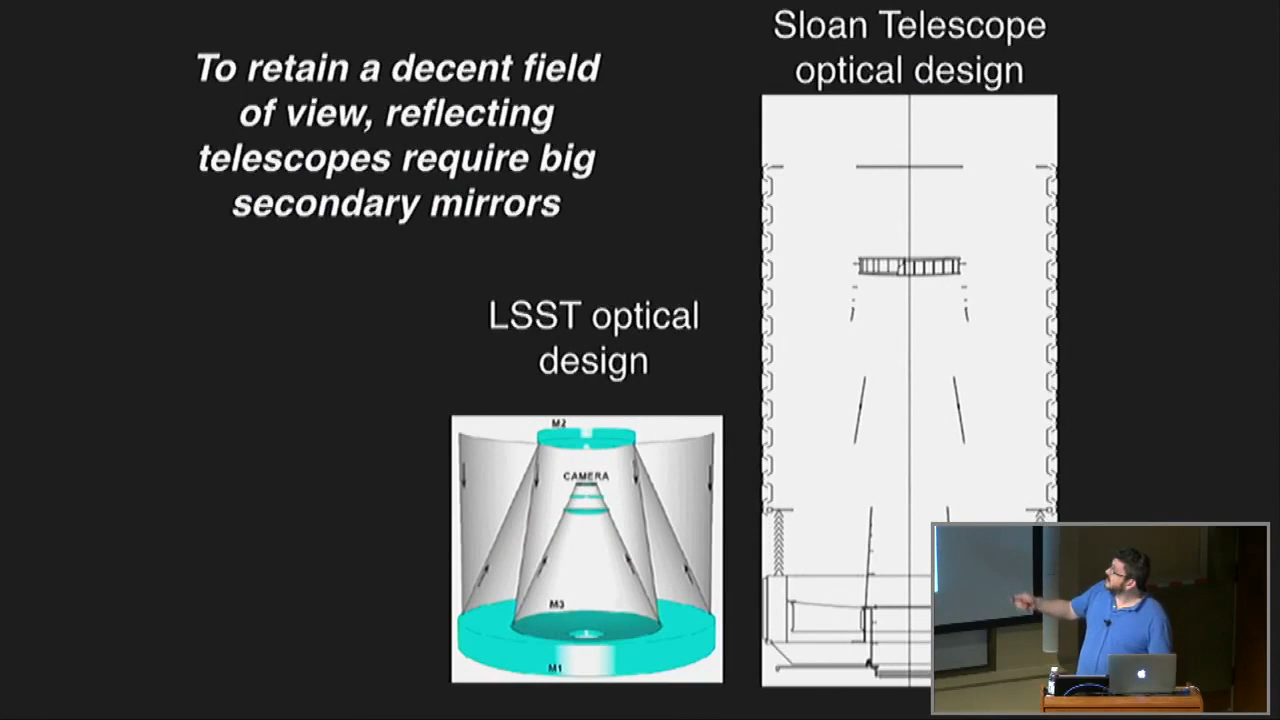 To retain a decent field
of view, reflecting
telescopes require big
secondary mirrors
Sloan Telescope
optical design
LSST optical
design
M2
CAMERA
M3
M1